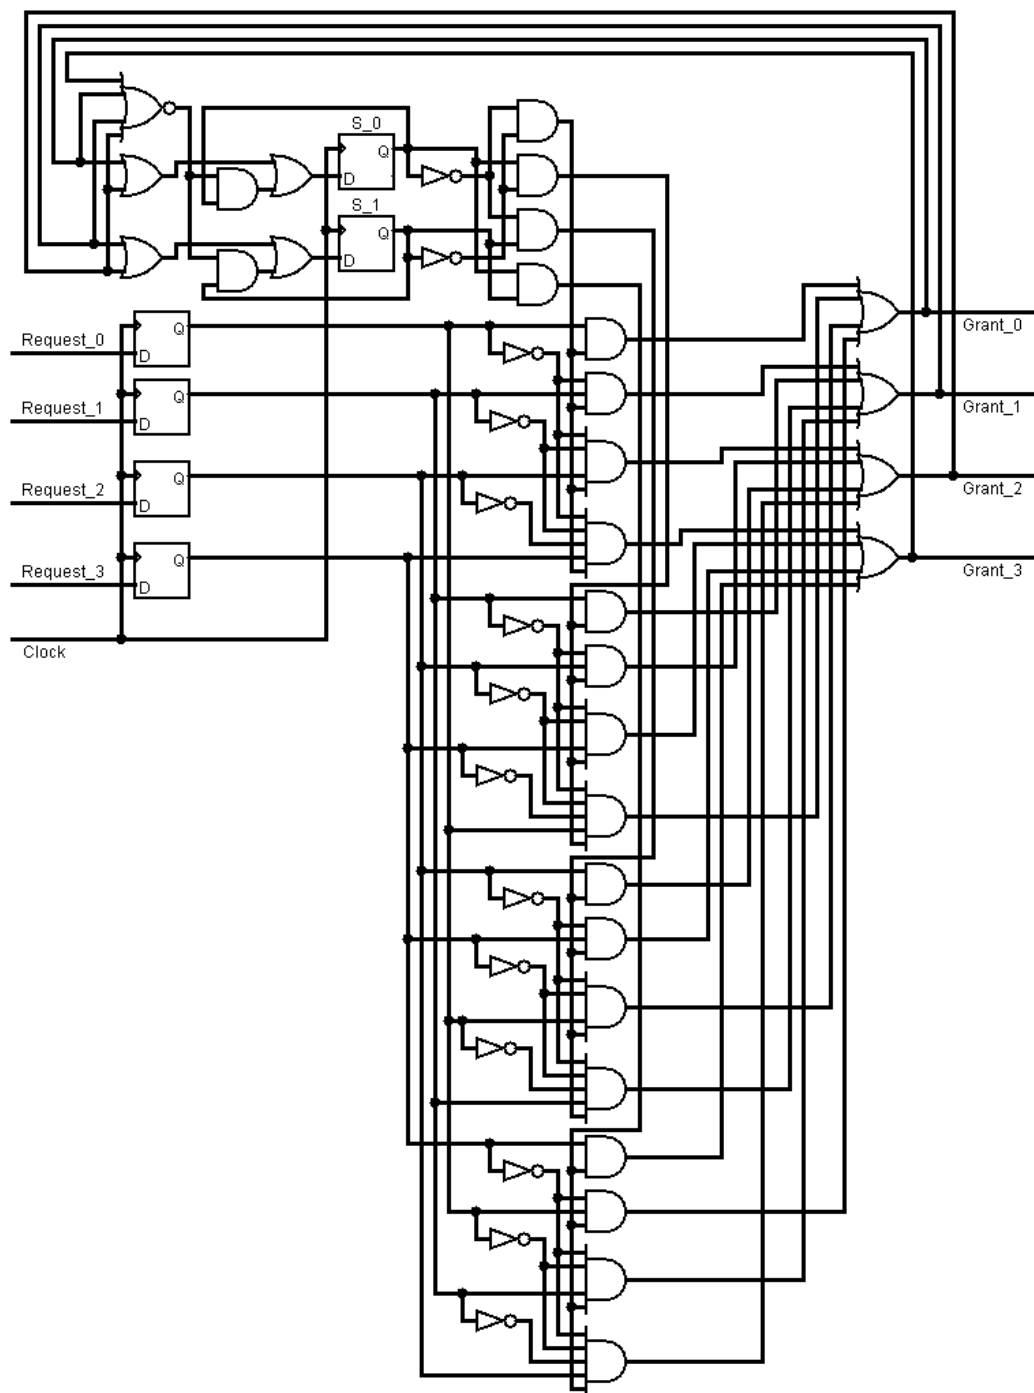 S_0
Q
D
S_1
Q
D
Q
Request_0
D
Grant_0
Q
Request_1
D
Grant_1
Q
Request_2
D
Grant_2
Q
Request_3
D
Grant_3
Clock